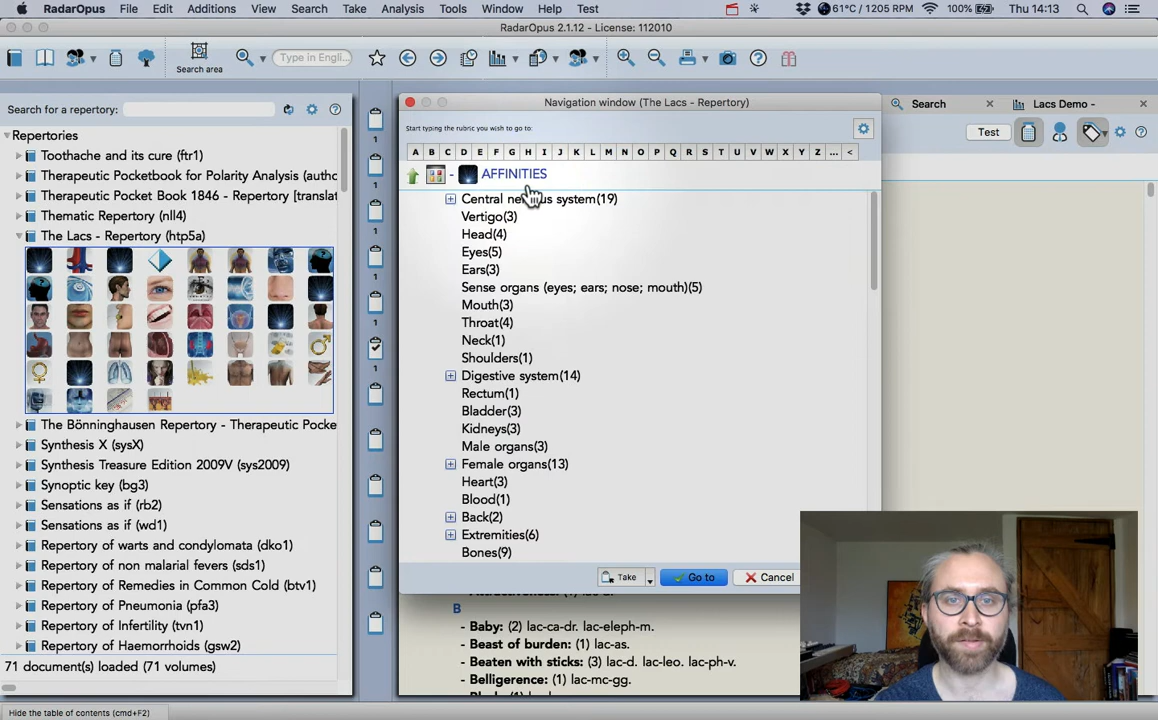 RadarOpus File Edit Additions View Search Take Analysis Tools Window Help Test 61°C / 1205 RPM 100% Thu 14:13
RadarOpus 2.1.12 - License: 112010
Search area
Type in Engli...
Search for a repertory:
Repertories
Toothache and its cure (ftr1)
Therapeutic Pocketbook for Polarity Analysis (autho
Therapeutic Pocket Book 1846 - Repertory [translat
Thematic Repertory (nll4)
The Lacs - Repertory (htp5a)
The Bönninghausen Repertory - Therapeutic Pocke
Synthesis X (sysX)
Synthesis Treasure Edition 2009V (sys2009)
Synoptic key (bg3)
Sensations as if (rb2)
Sensations as if (wd1)
Repertory of warts and condylomata (dko1)
Repertory of non malarial fevers (sds1)
Repertory of Remedies in Common Cold (btv1)
Repertory of Pneumonia (pfa3)
Repertory of Infertility (tvn1)
Repertory of Haemorrhoids (gsw2)
71 document(s) loaded (71 volumes)
Hide the table of contents (cmd+F2)
1
1
1
1
1
1
Navigation window (The Lacs - Repertory)
Start typing the rubric you wish to go to:
A B C D E F G H I J K L M N O P Q R S T U V W X Y Z ... <
- AFFINITIES
Central nervous system(19)
Vertigo(3)
Head(4)
Eyes(5)
Ears(3)
Sense organs (eyes; ears; nose; mouth)(5)
Mouth(3)
Throat(4)
Neck(1)
Shoulders(1)
Digestive system(14)
Rectum(1)
Bladder(3)
Kidneys(3)
Male organs(3)
Female organs(13)
Heart(3)
Blood(1)
Back(2)
Extremities(6)
Bones(9)
Take Go to Cancel
B
- Baby: (2) lac-ca-dr. lac-eleph-m.
- Beast of burden: (1) lac-as.
- Beaten with sticks: (3) lac-d. lac-leo. lac-ph-v.
- Belligerence: (1) lac-mc-gg.
Search Lacs Demo -
Test